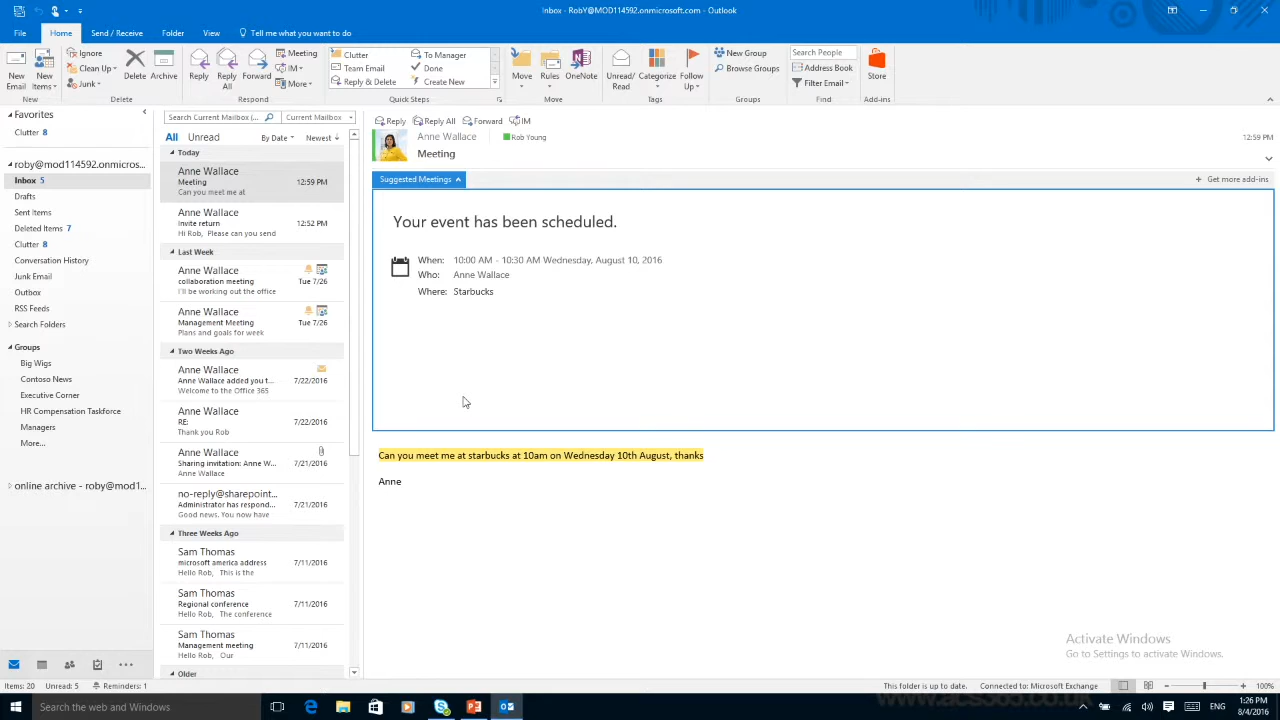 Inbox - RobY@MOD114592.onmicrosoft.com - Outlook
File Home Send / Receive Folder View Tell me what you want to do
New Email
New Items
Ignore
Clean Up
Junk
Delete
Archive
Reply
Reply All
Forward
Meeting
IM
More
Clutter
Team Email
Reply & Delete
To Manager
Done
Create New
Move
Rules
OneNote
Unread/ Read
Categorize
Follow Up
New Group
Browse Groups
Search People
Address Book
Filter Email
Store
New Delete Respond Quick Steps Move Tags Groups Find Add-ins
Favorites
Clutter 8
roby@mod114592.onmicros...
Inbox 5
Drafts
Sent Items
Deleted Items 7
Clutter 8
Conversation History
Junk Email
Outbox
RSS Feeds
Search Folders
Groups
Big Wigs
Contoso News
Executive Corner
HR Compensation Taskforce
Managers
More...
online archive - roby@mod1...
Search Current Mailbox (... Current Mailbox
All Unread By Date Newest
Today
Anne Wallace
Meeting 12:59 PM
Can you meet me at
Anne Wallace
Invite return 12:52 PM
Hi Rob, Please can you send
Last Week
Anne Wallace
collaboration meeting Tue 7/26
I'll be working out the office
Anne Wallace
Management Meeting Tue 7/26
Plans and goals for week
Two Weeks Ago
Anne Wallace
Anne Wallace added you t... 7/22/2016
Welcome to the Office 365
Anne Wallace
RE: 7/22/2016
Thank you Rob
Anne Wallace
Sharing invitation: Anne W... 7/21/2016
Anne Wallace
no-reply@sharepoint...
Administrator has respond... 7/21/2016
Good news. You now have
Three Weeks Ago
Sam Thomas
microsoft america address 7/11/2016
Hello Rob, This is the
Sam Thomas
Regional conference 7/11/2016
Hello Rob, The conference
Sam Thomas
Management meeting 7/11/2016
Hello Rob, Our
Older
Reply Reply All Forward IM
Anne Wallace Rob Young 12:59 PM
Meeting
Suggested Meetings + Get more add-ins
Your event has been scheduled.
When: 10:00 AM - 10:30 AM Wednesday, August 10, 2016
Who: Anne Wallace
Where: Starbucks
Can you meet me at starbucks at 10am on Wednesday 10th August, thanks
Anne
Activate Windows
Go to Settings to activate Windows.
Items: 20 Unread: 5 Reminders: 1 This folder is up to date. Connected to: Microsoft Exchange 100%
www.acs365.co.uk
Search the web and Windows
ENG
1:26 PM
8/4/2016